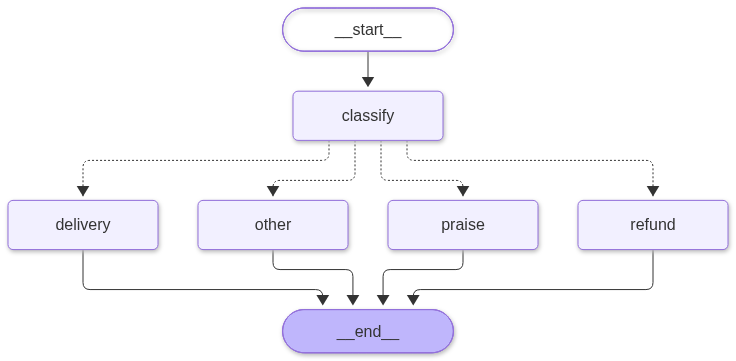 __start__
classify
delivery
other
praise
refund
__end__